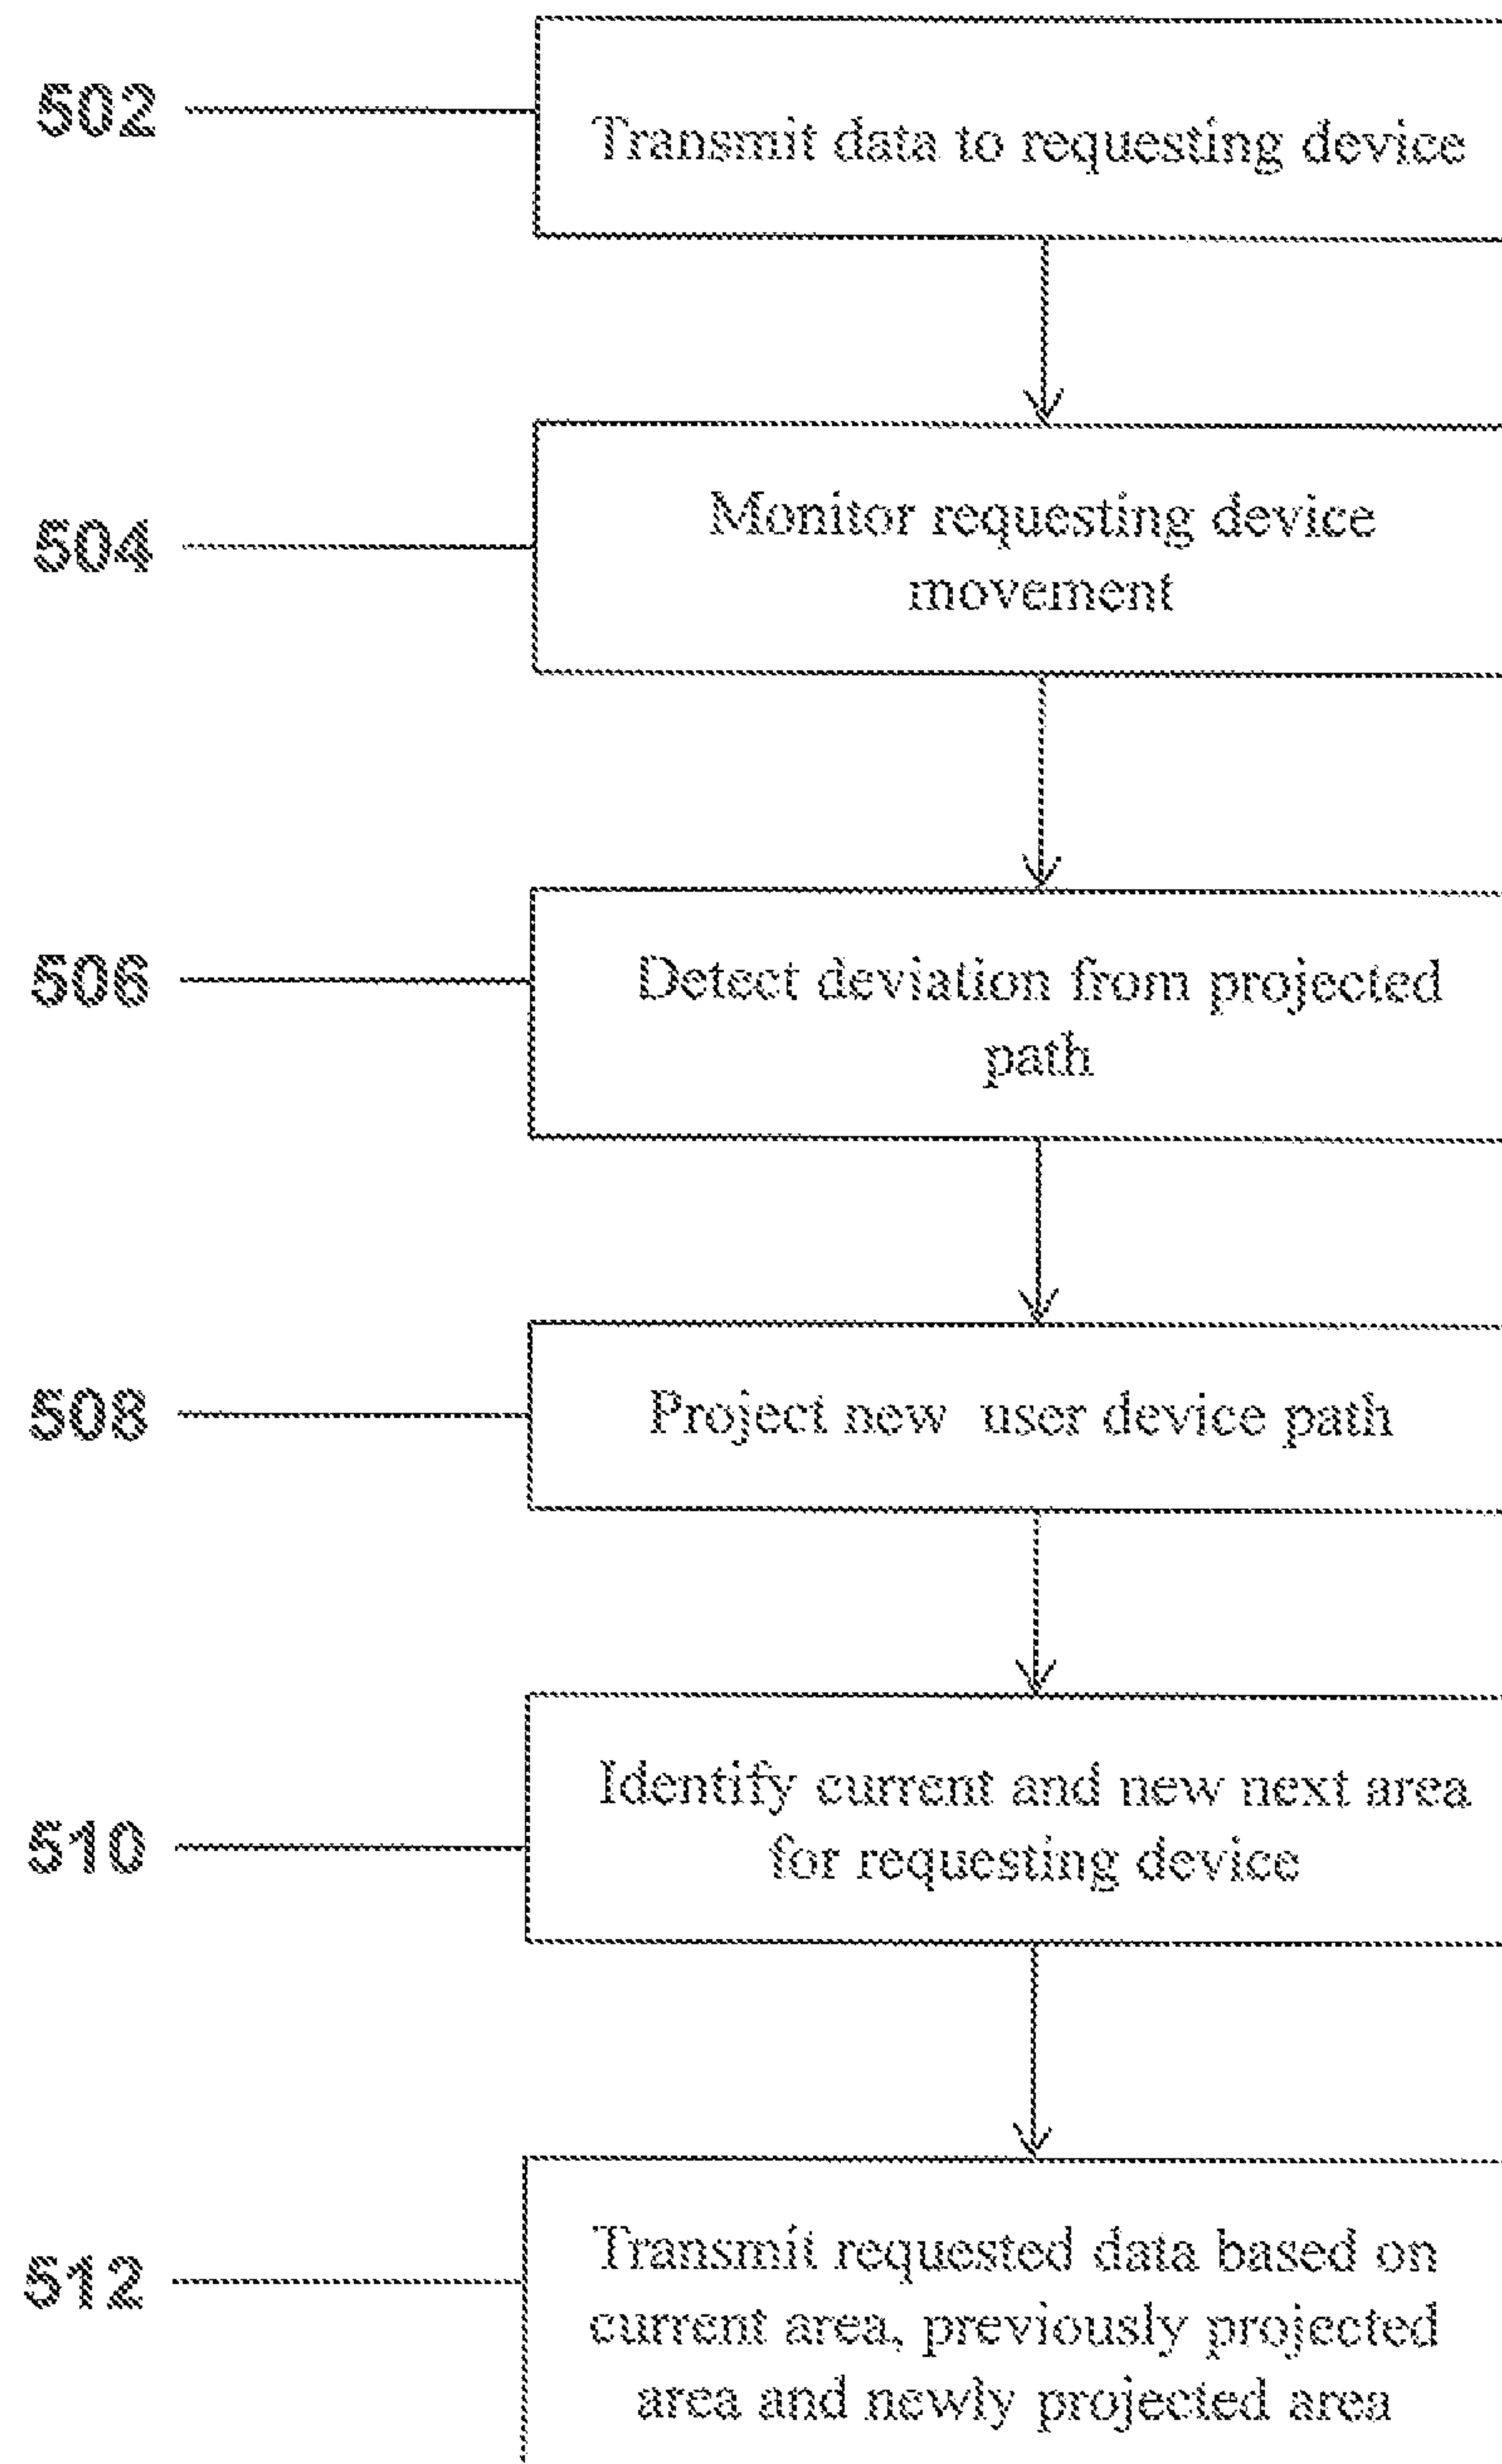 502
Transmit data to requesting device
504
Monitor requesting device
movement
506
Detect deviation from projected
path
508
Project new user device path
510
Identify current and new next area
for requesting device
512
Transmit requested data based on
current area, previously projected
area and newly projected area